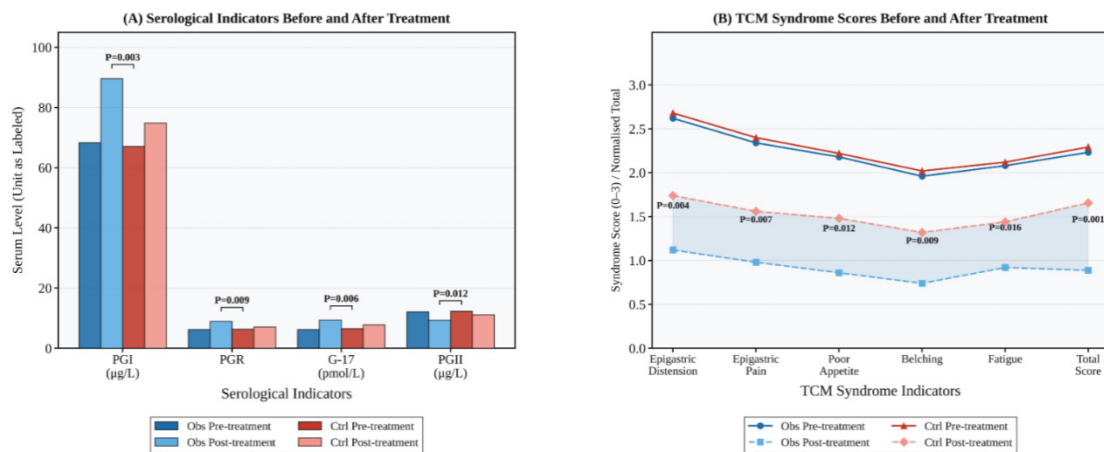 (A) Serological Indicators Before and After Treatment
Serum Level (Unit as Labeled)
100
80
60
40
20
0
P=0.003
P=0.009
P=0.006
P=0.012
PGI
(μg/L)
PGR
G-17
(pmol/L)
PGII
(μg/L)
Serological Indicators
Obs Pre-treatment
Obs Post-treatment
Ctrl Pre-treatment
Ctrl Post-treatment
(B) TCM Syndrome Scores Before and After Treatment
Syndrome Score (0–3) / Normalised Total
3.0
2.5
2.0
1.5
1.0
0.5
0.0
P=0.004
P=0.007
P=0.012
P=0.009
P=0.016
P=0.001
Epigastric
Distension
Epigastric
Pain
Poor
Appetite
Belching
Fatigue
Total
Score
TCM Syndrome Indicators
Obs Pre-treatment
Obs Post-treatment
Ctrl Pre-treatment
Ctrl Post-treatment